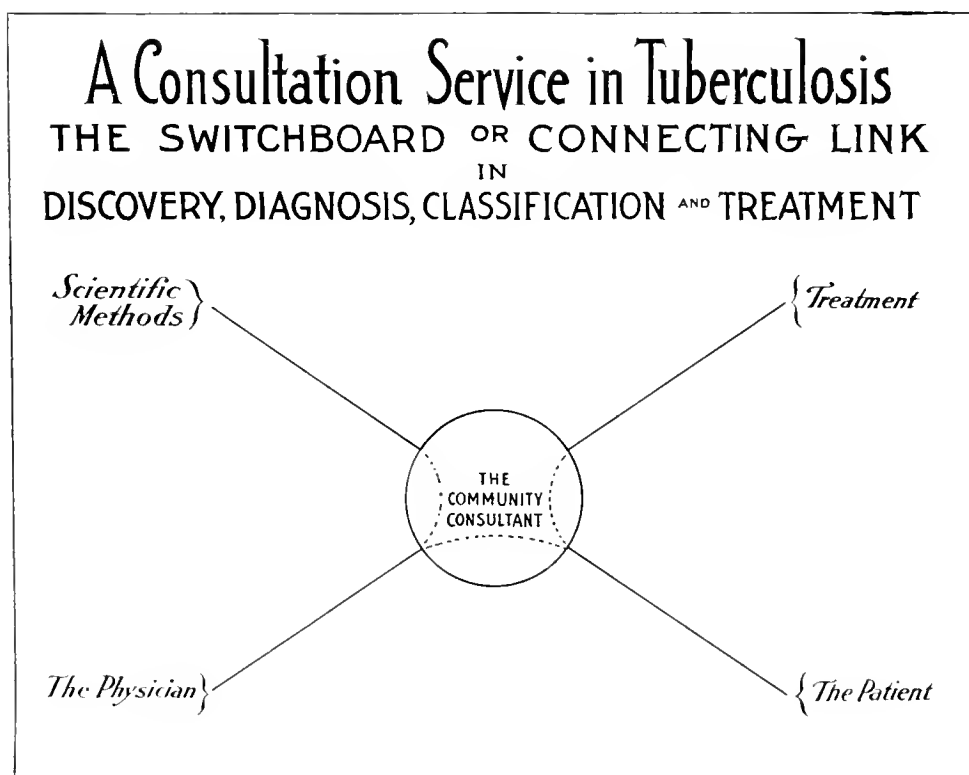 A Consultation Service in Tuberculosis
THE SWITCHBOARD OR CONNECTING LINK
IN
DISCOVERY, DIAGNOSIS, CLASSIFICATION AND TREATMENT
Scientific
Methods
Treatment
THE
COMMUNITY
CONSULTANT
The Physician
The Patient